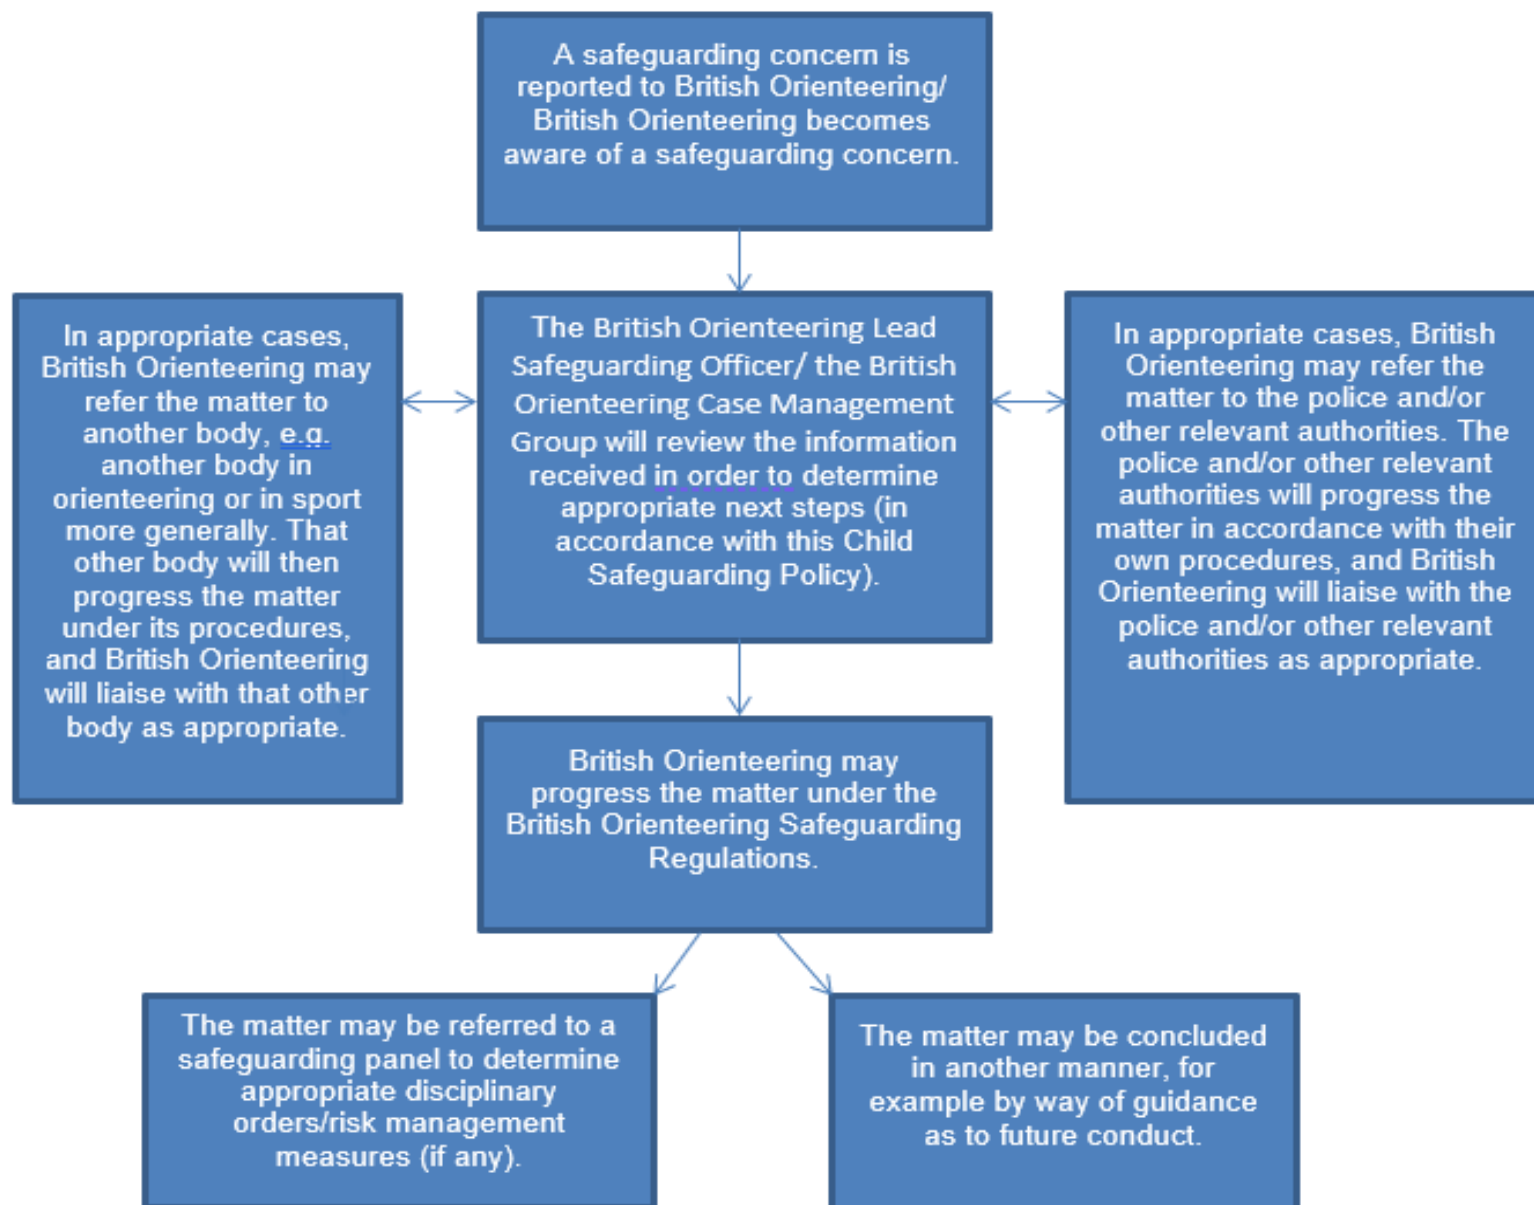 A safeguarding concern is
reported to British Orienteering/
British Orienteering becomes
aware of a safeguarding concern.
In appropriate cases,
British Orienteering may
refer the matter to
another body, e.g.
another body in
orienteering or in sport
more generally. That
other body will then
progress the matter
under its procedures,
and British Orienteering
will liaise with that other
body as appropriate.
The British Orienteering Lead
Safeguarding Officer/ the British
Orienteering Case Management
Group will review the information
received in order to determine
appropriate next steps (in
accordance with this Child
Safeguarding Policy).
In appropriate cases, British
Orienteering may refer the
matter to the police and/or
other relevant authorities. The
police and/or other relevant
authorities will progress the
matter in accordance with their
own procedures, and British
Orienteering will liaise with the
police and/or other relevant
authorities as appropriate.
British Orienteering may
progress the matter under the
British Orienteering Safeguarding
Regulations.
The matter may be referred to a
safeguarding panel to determine
appropriate disciplinary
orders/risk management
measures (if any).
The matter may be concluded
in another manner, for
example by way of guidance
as to future conduct.